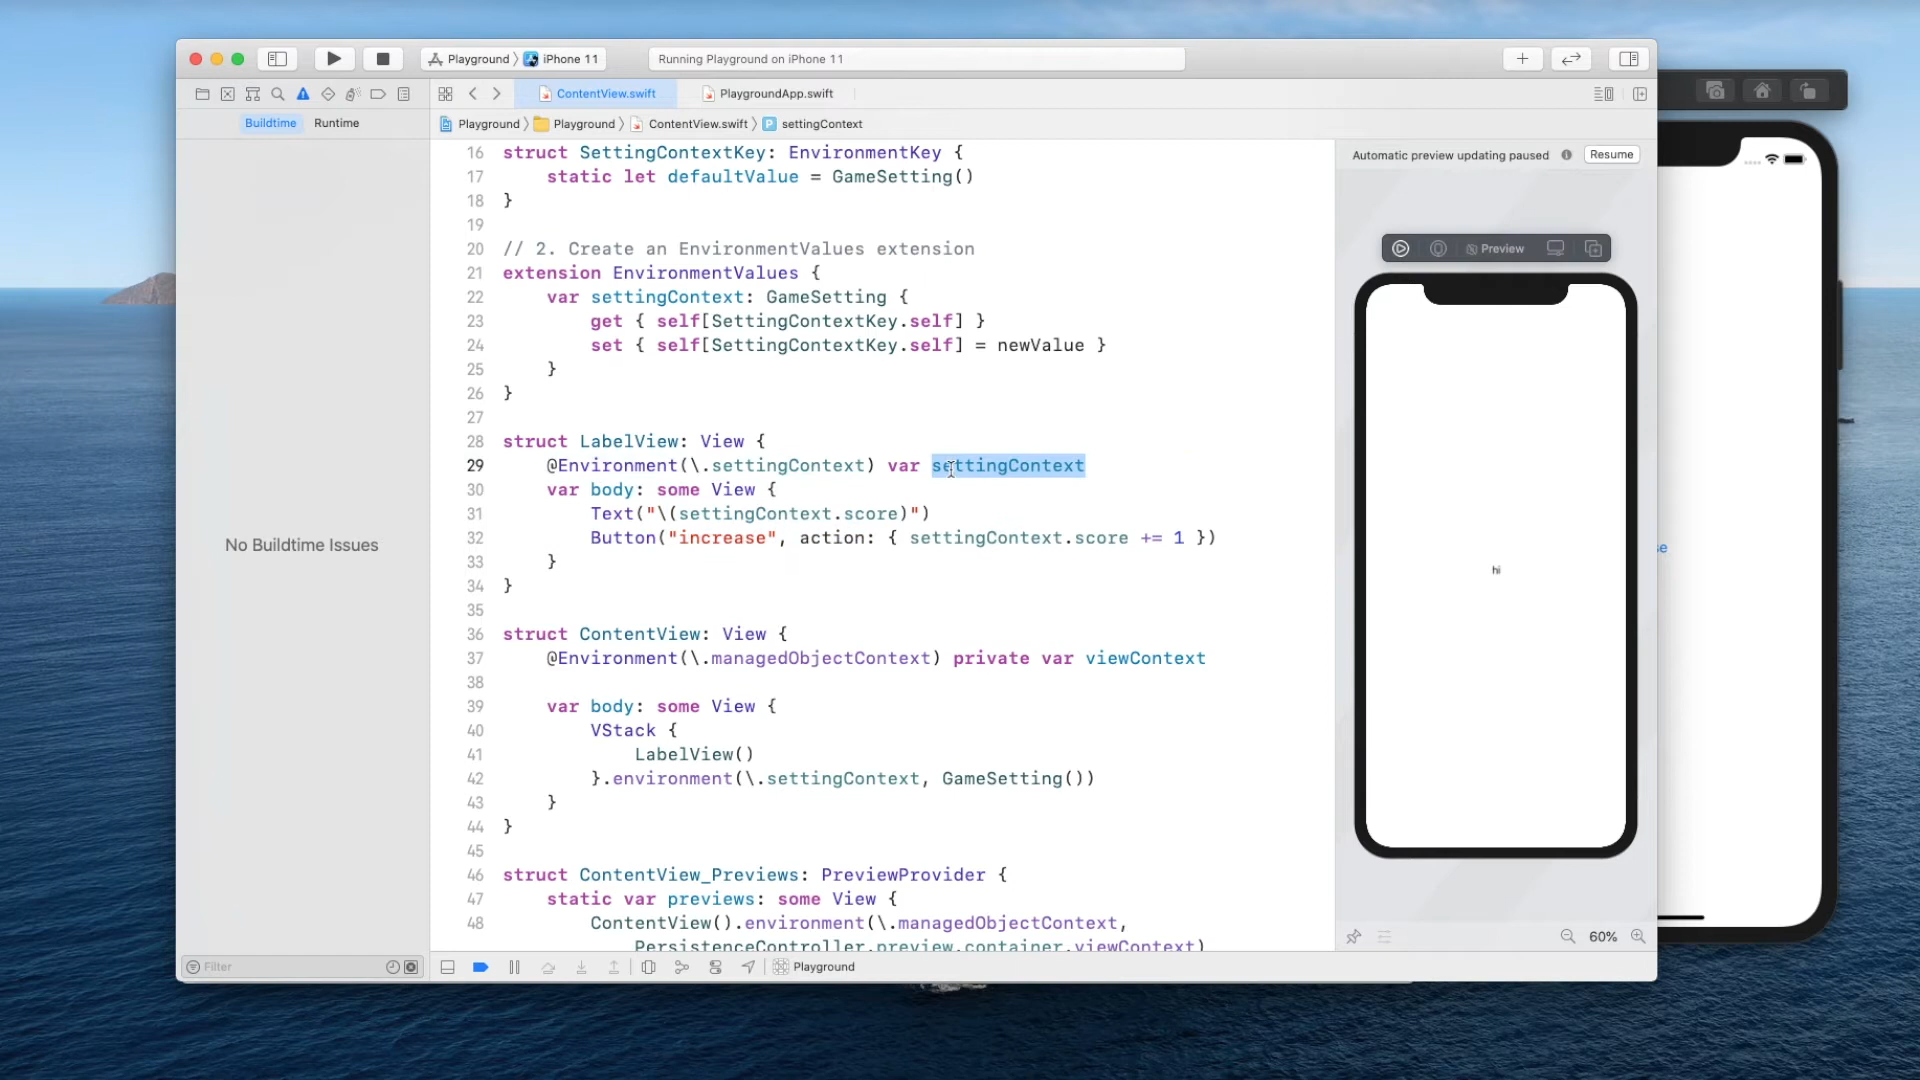 Playground 〉 iPhone 11
Running Playground on iPhone 11
ContentView.swift
PlaygroundApp.swift
Buildtime Runtime
Playground 〉 Playground 〉 ContentView.swift 〉 P settingContext
Automatic preview updating paused Resume
Preview
No Buildtime Issues
16 struct SettingContextKey: EnvironmentKey {
17     static let defaultValue = GameSetting()
18 }
19
20 // 2. Create an EnvironmentValues extension
21 extension EnvironmentValues {
22     var settingContext: GameSetting {
23         get { self[SettingContextKey.self] }
24         set { self[SettingContextKey.self] = newValue }
25     }
26 }
27
28 struct LabelView: View {
29     @Environment(\.settingContext) var settingContext
30     var body: some View {
31         Text("\(settingContext.score)")
32         Button("increase", action: { settingContext.score += 1 })
33     }
34 }
35
36 struct ContentView: View {
37     @Environment(\.managedObjectContext) private var viewContext
38
39     var body: some View {
40         VStack {
41             LabelView()
42         }.environment(\.settingContext, GameSetting())
43     }
44 }
45
46 struct ContentView_Previews: PreviewProvider {
47     static var previews: some View {
48         ContentView().environment(\.managedObjectContext,
            PersistenceController.preview.container.viewContext)
hi
se
Filter
Playground
60%